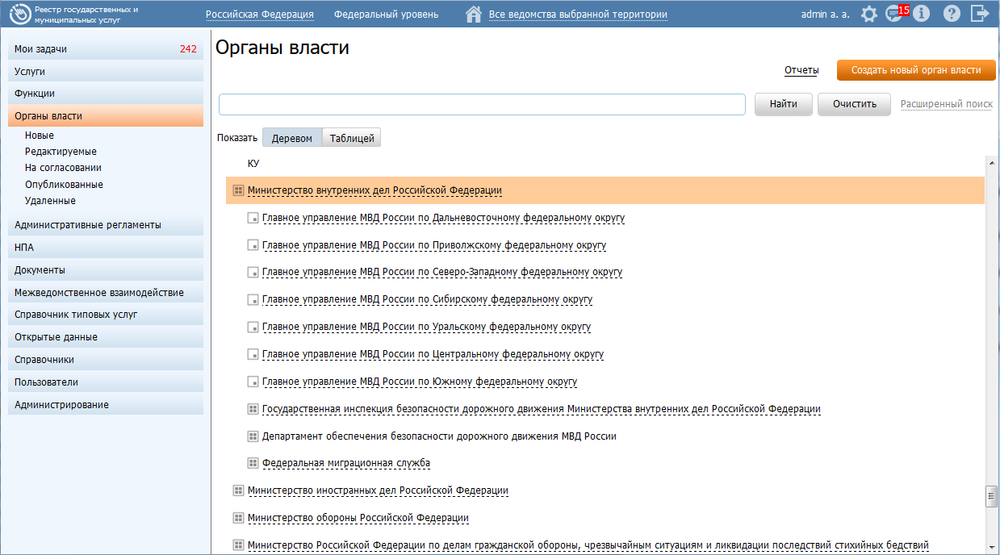 Реестр государственных и
муниципальных услуг
Российская Федерация
Федеральный уровень
Все ведомства выбранной территории
admin a. a.
15
Мои задачи 242
Услуги
Функции
Органы власти
Новые
Редактируемые
На согласовании
Опубликованные
Удаленные
Административные регламенты
НПА
Документы
Межведомственное взаимодействие
Справочник типовых услуг
Открытые данные
Справочники
Пользователи
Администрирование
Органы власти
Отчеты
Создать новый орган власти
Найти
Очистить
Расширенный поиск
Показать
Деревом
Таблицей
КУ
Министерство внутренних дел Российской Федерации
Главное управление МВД России по Дальневосточному федеральному округу
Главное управление МВД России по Приволжскому федеральному округу
Главное управление МВД России по Северо-Западному федеральному округу
Главное управление МВД России по Сибирскому федеральному округу
Главное управление МВД России по Уральскому федеральному округу
Главное управление МВД России по Центральному федеральному округу
Главное управление МВД России по Южному федеральному округу
Государственная инспекция безопасности дорожного движения Министерства внутренних дел Российской Федерации
Департамент обеспечения безопасности дорожного движения МВД России
Федеральная миграционная служба
Министерство иностранных дел Российской Федерации
Министерство обороны Российской Федерации
Министерство Российской Федерации по делам гражданской обороны, чрезвычайным ситуациям и ликвидации последствий стихийных бедствий